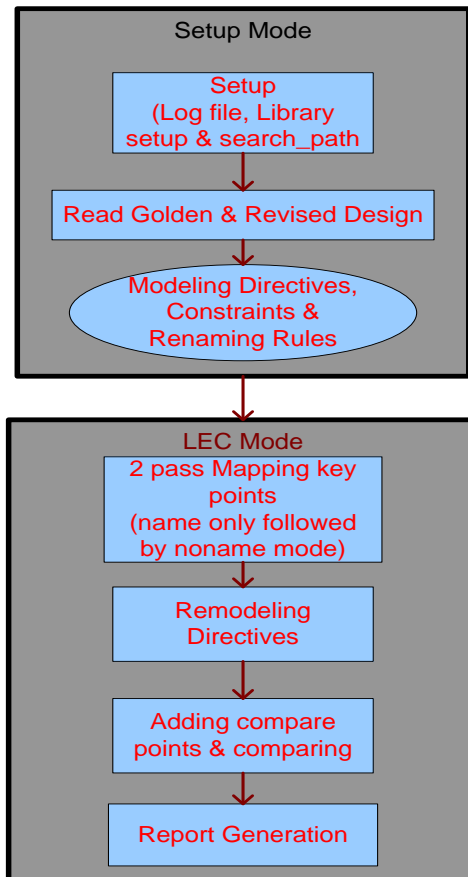 Setup Mode
Setup
(Log file, Library
setup & search_path
Read Golden & Revised Design
Modeling Directives,
Constraints &
Renaming Rules
LEC Mode
2 pass Mapping key
points
(name only followed
by noname mode)
Remodeling
Directives
Adding compare
points & comparing
Report Generation